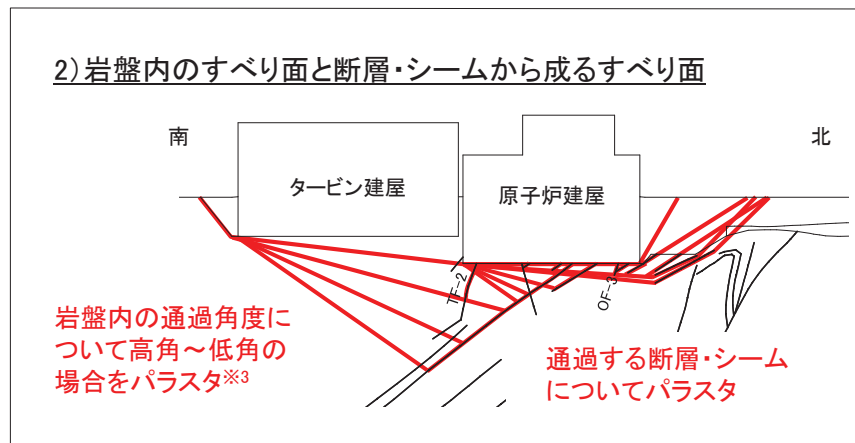 2)岩盤内のすべり面と断層・シームから成るすべり面
南
北
タービン建屋
原子炉建屋
TF-2
OF-3
岩盤内の通過角度に
ついて高角～低角の
場合をパラスタ※3
通過する断層・シーム
についてパラスタ